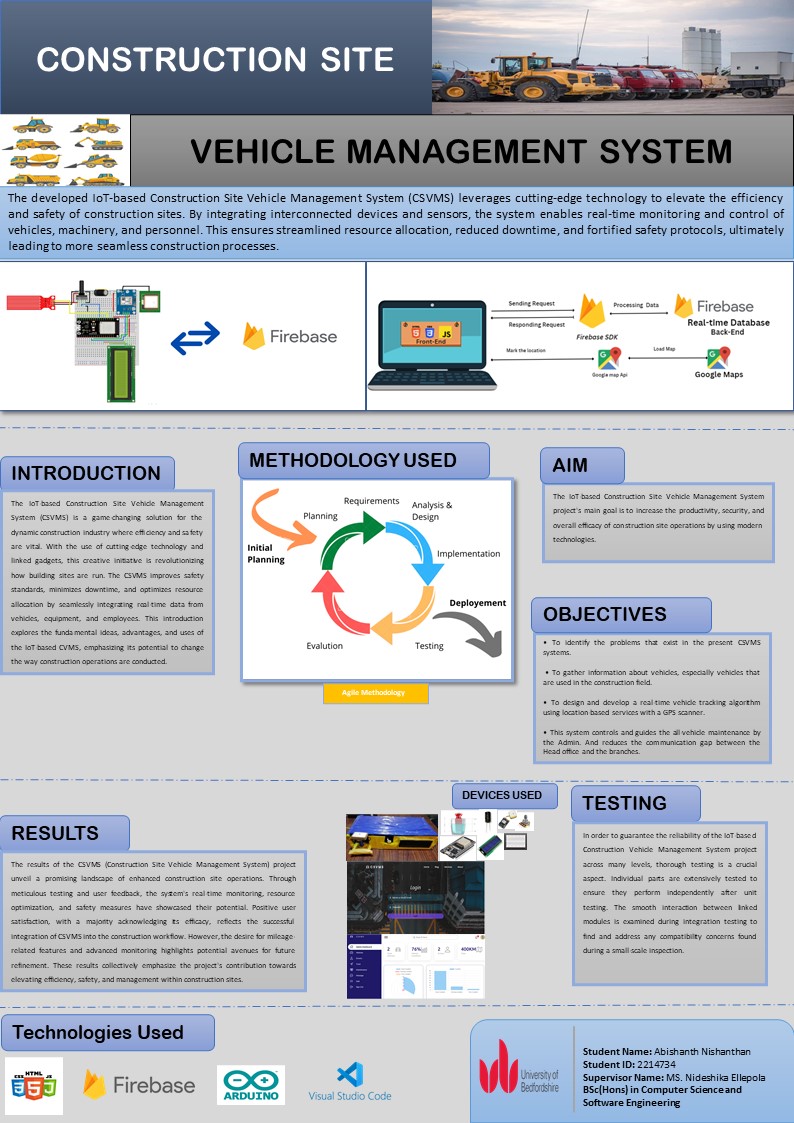 CONSTRUCTION SITE
VEHICLE MANAGEMENT SYSTEM
The developed IoT-based Construction Site Vehicle Management System (CSVMS) leverages cutting-edge technology to elevate the efficiency
and safety of construction sites. By integrating interconnected devices and sensors, the system enables real-time monitoring and control of
vehicles, machinery, and personnel. This ensures streamlined resource allocation, reduced downtime, and fortified safety protocols, ultimately
leading to more seamless construction processes.
Firebase
HTML CSS JS
Front-End
Sending Request
Responding Request
Firebase SDK
Processing Data
Firebase
Real-time Database
Back-End
Mark the location
Google map Api
Load Map
Google Maps
INTRODUCTION
The IoT-based Construction Site Vehicle Management
System (CSVMS) is a game-changing solution for the
dynamic construction industry where efficiency and safety
are vital. With the use of cutting-edge technology and
linked gadgets, this creative initiative is revolutionizing
how building sites are run. The CSVMS improves safety
standards, minimizes downtime, and optimizes resource
allocation by seamlessly integrating real-time data from
vehicles, equipment, and employees. This introduction
explores the fundamental ideas, advantages, and uses of
the IoT-based CVMS, emphasizing its potential to change
the way construction operations are conducted.
METHODOLOGY USED
Initial
Planning
Planning
Requirements
Analysis &
Design
Implementation
Deployement
Testing
Evalution
Agile Methodology
AIM
The IoT-based Construction Site Vehicle Management System
project's main goal is to increase the productivity, security, and
overall efficacy of construction site operations by using modern
technologies.
OBJECTIVES
• To identify the problems that exist in the present CSVMS
systems.
• To gather information about vehicles, especially vehicles that
are used in the construction field.
• To design and develop a real-time vehicle tracking algorithm
using location-based services with a GPS scanner.
• This system controls and guides the all-vehicle maintenance by
the Admin. And reduces the communication gap between the
Head office and the branches.
RESULTS
The results of the CSVMS (Construction Site Vehicle Management System) project
unveil a promising landscape of enhanced construction site operations. Through
meticulous testing and user feedback, the system's real-time monitoring, resource
optimization, and safety measures have showcased their potential. Positive user
satisfaction, with a majority acknowledging its efficacy, reflects the successful
integration of CSVMS into the construction workflow. However, the desire for mileage-
related features and advanced monitoring highlights potential avenues for future
refinement. These results collectively emphasize the project's contribution towards
elevating efficiency, safety, and management within construction sites.
DEVICES USED
Login
2
76%
2
400KM
TESTING
In order to guarantee the reliability of the IoT-based
Construction Vehicle Management System project
across many levels, thorough testing is a crucial
aspect. Individual parts are extensively tested to
ensure they perform independently after unit
testing. The smooth interaction between linked
modules is examined during integration testing to
find and address any compatibility concerns found
during a small-scale inspection.
Technologies Used
CSS HTML JS
Firebase
ARDUINO
Visual Studio Code
University of
Bedfordshire
Student Name: Abishanth Nishanthan
Student ID: 2214734
Supervisor Name: MS. Nideshika Ellepola
BSc(Hons) in Computer Science and
Software Engineering